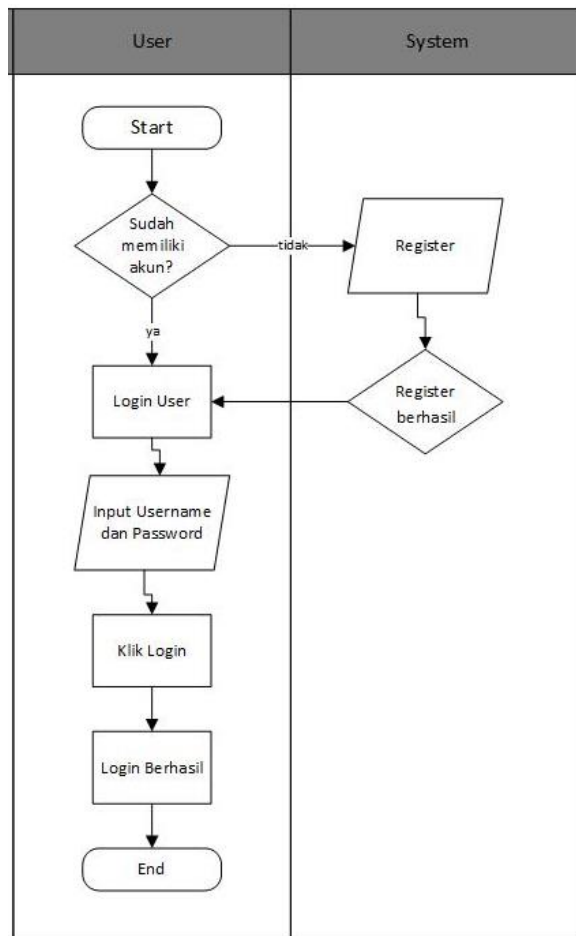 User
System
Start
Sudah
memiliki
akun?
tidak
Register
ya
Login User
Register
berhasil
Input Username
dan Password
Klik Login
Login Berhasil
End